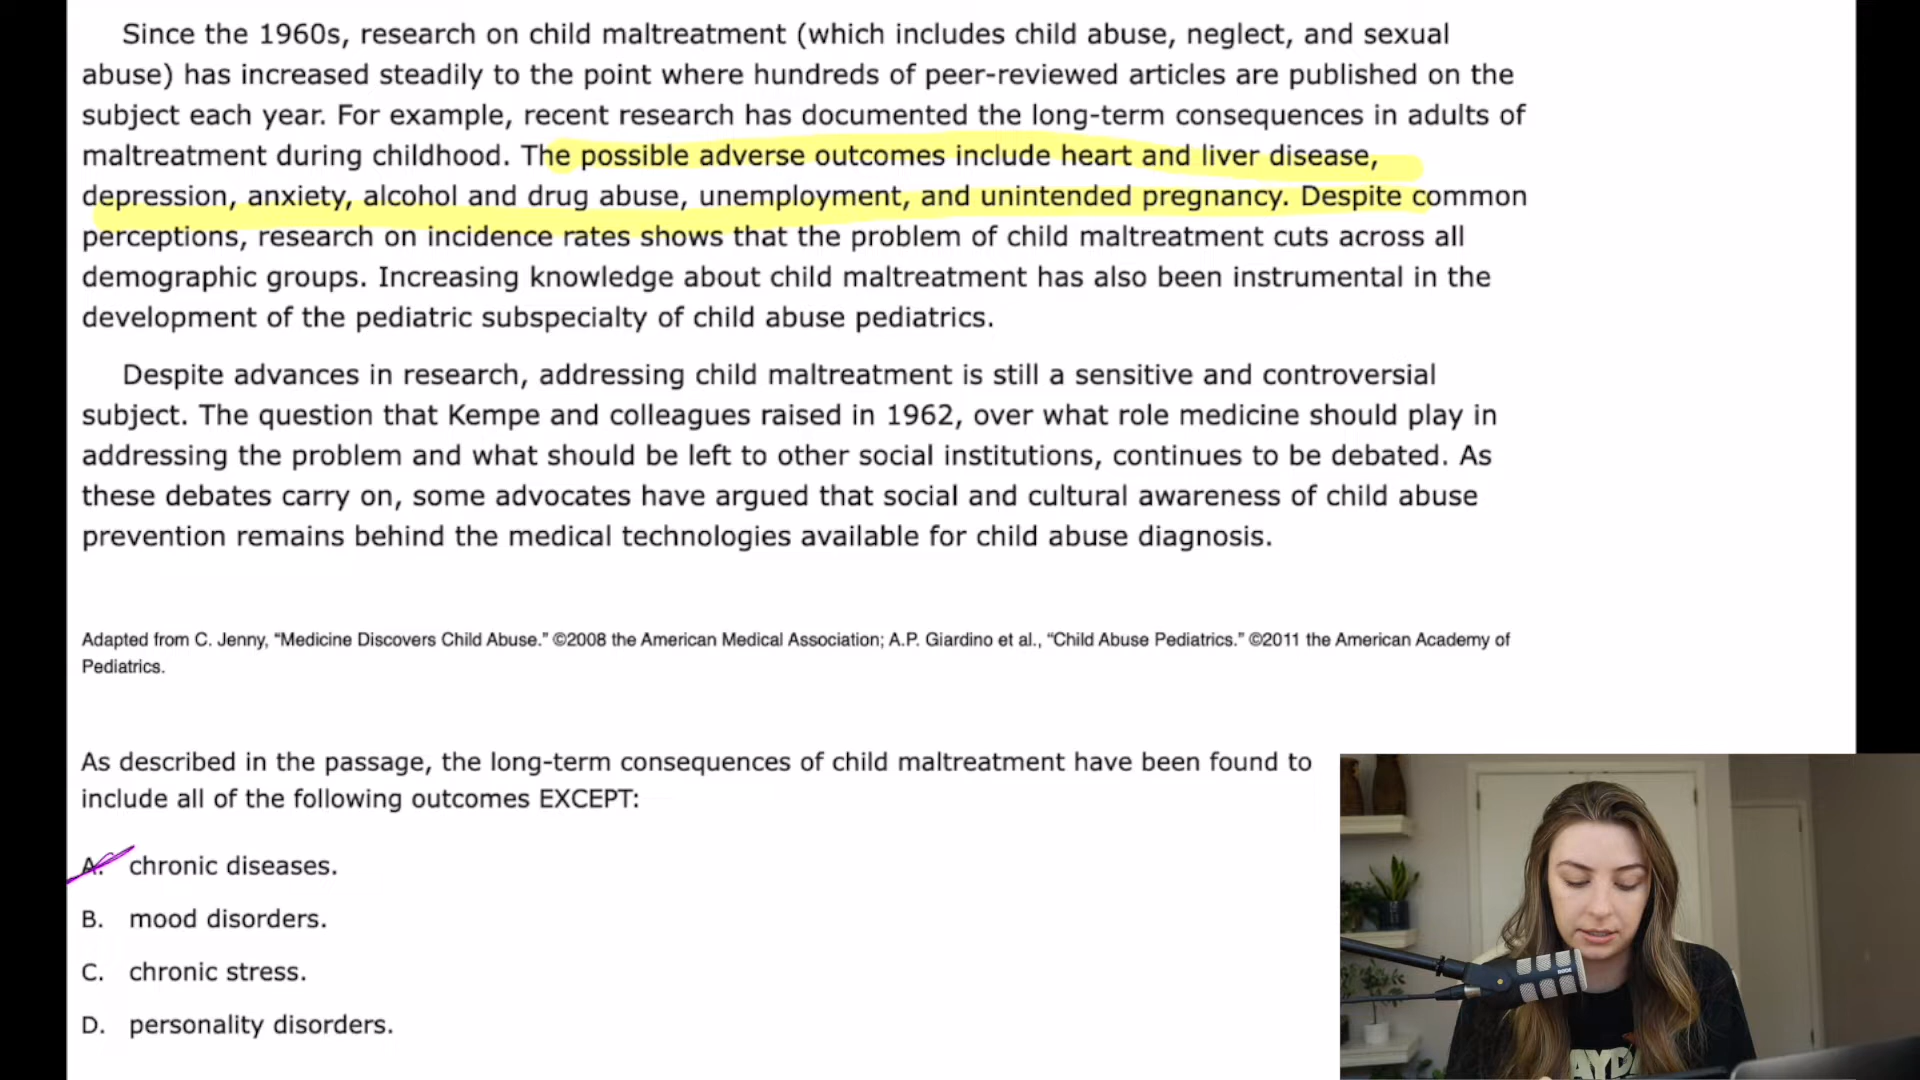 Since the 1960s, research on child maltreatment (which includes child abuse, neglect, and sexual
abuse) has increased steadily to the point where hundreds of peer-reviewed articles are published on the
subject each year. For example, recent research has documented the long-term consequences in adults of
maltreatment during childhood. The possible adverse outcomes include heart and liver disease,
depression, anxiety, alcohol and drug abuse, unemployment, and unintended pregnancy. Despite common
perceptions, research on incidence rates shows that the problem of child maltreatment cuts across all
demographic groups. Increasing knowledge about child maltreatment has also been instrumental in the
development of the pediatric subspecialty of child abuse pediatrics.
Despite advances in research, addressing child maltreatment is still a sensitive and controversial
subject. The question that Kempe and colleagues raised in 1962, over what role medicine should play in
addressing the problem and what should be left to other social institutions, continues to be debated. As
these debates carry on, some advocates have argued that social and cultural awareness of child abuse
prevention remains behind the medical technologies available for child abuse diagnosis.
Adapted from C. Jenny, “Medicine Discovers Child Abuse.” ©2008 the American Medical Association; A.P. Giardino et al., “Child Abuse Pediatrics.” ©2011 the American Academy of
Pediatrics.
As described in the passage, the long-term consequences of child maltreatment have been found to
include all of the following outcomes EXCEPT:
A. chronic diseases.
B. mood disorders.
C. chronic stress.
D. personality disorders.
RODE